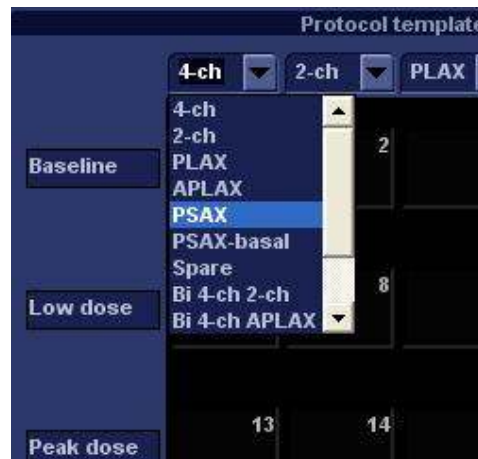 Protocol template
4-ch 2-ch PLAX
4-ch
2-ch
PLAX
APLAX
PSAX
PSAX-basal
Spare
Bi 4-ch 2-ch
Bi 4-ch APLAX
Baseline
2
Low dose
8
Peak dose
13
14